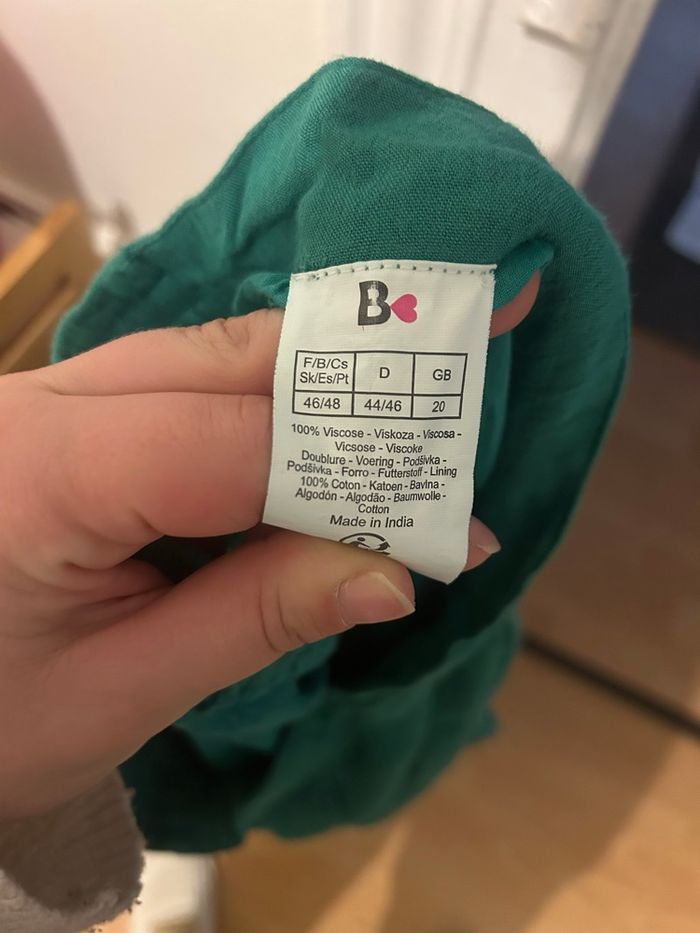 B
F/B/Cs
Sk/Es/Pt
D
GB
46/48
44/46
20
100% Viscose - Viskoza - Viscosa -
Vicsose - Viscoke
Doublure - Voering - Podšivka -
Podšívka - Forro - Futterstoff - Lining
100% Coton - Katoen - Bavlna -
Algodón - Algodão - Baumwolle -
Cotton
Made in India